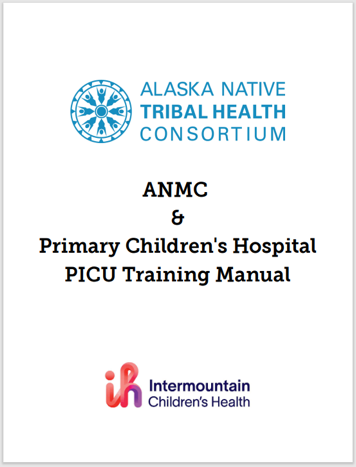 ALASKA NATIVE
TRIBAL HEALTH
CONSORTIUM
ANMC
&
Primary Children's Hospital
PICU Training Manual
Intermountain
Children's Health